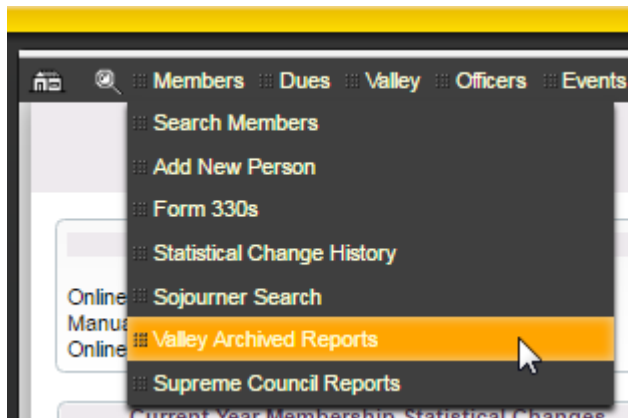 Members Dues Valley Officers Events
Search Members
Add New Person
Form 330s
Statistical Change History
Online
Sojourner Search
Manua
Online
Valley Archived Reports
Supreme Council Reports
Current Year Membership Statistical Changes